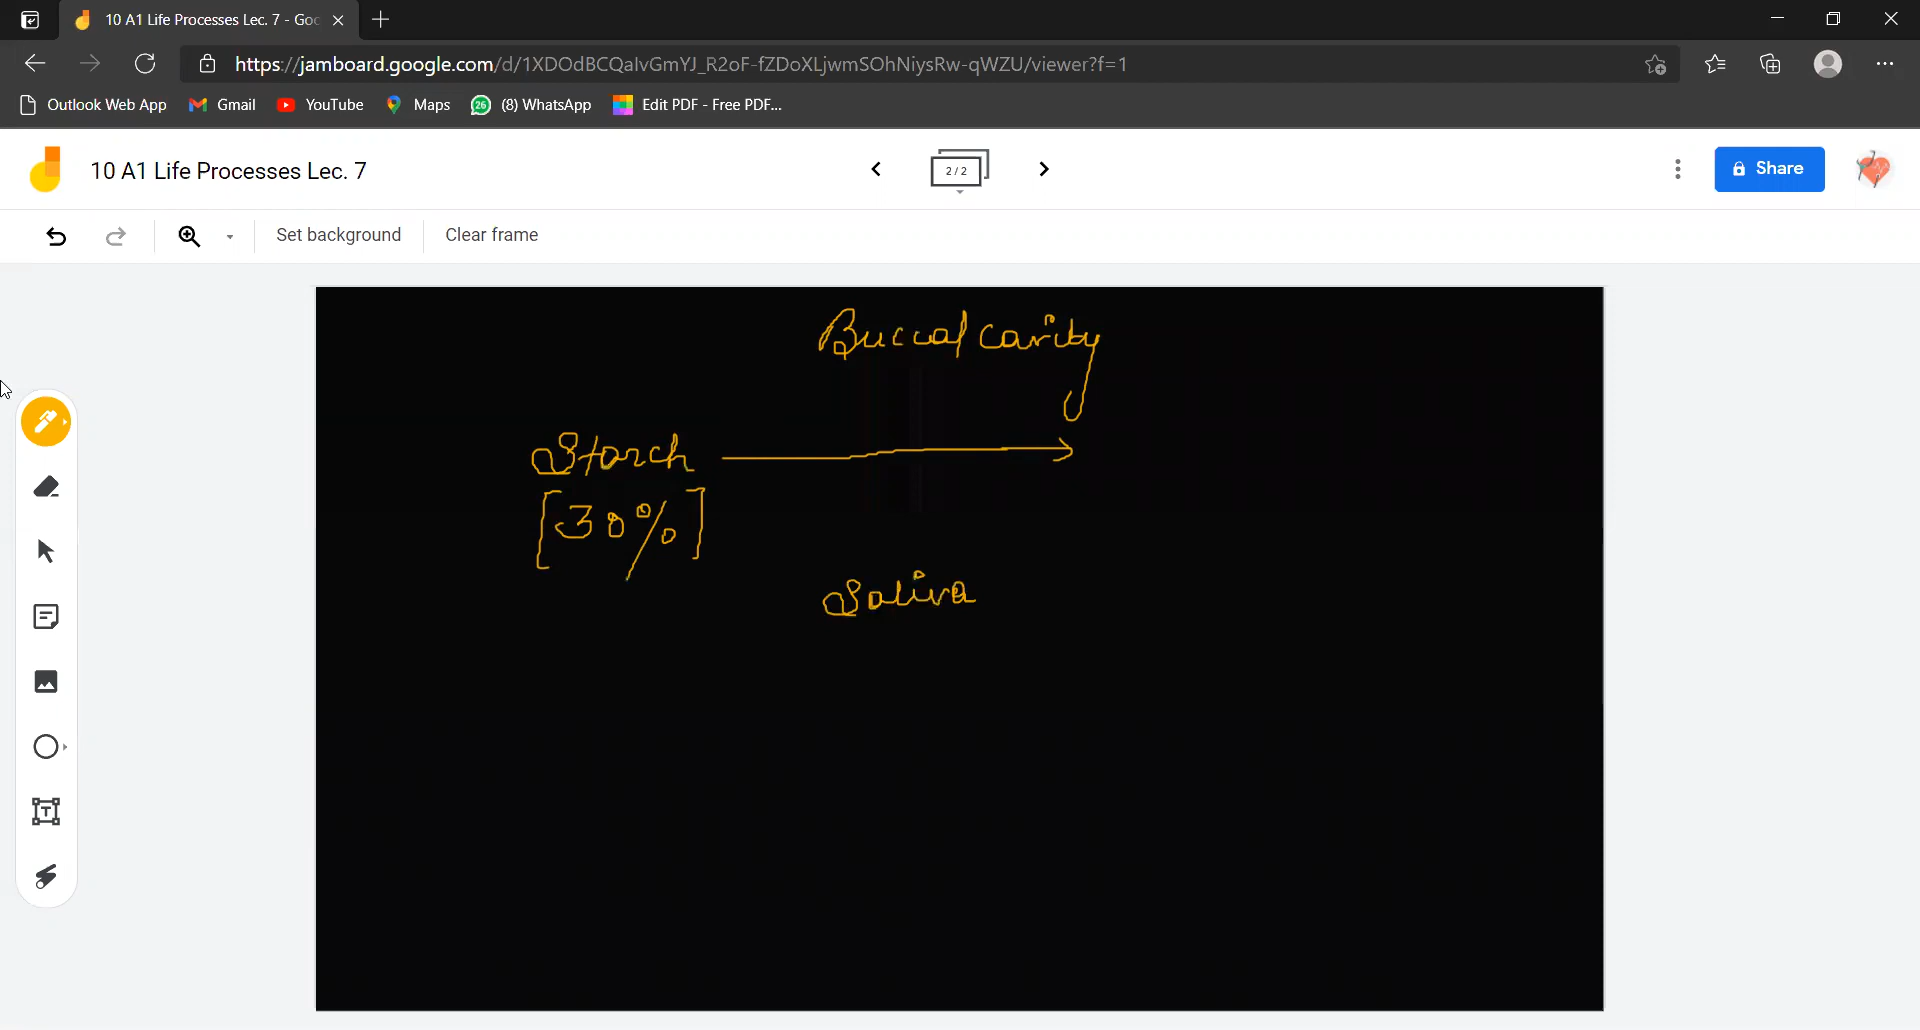 10 A1 Life Processes Lec. 7 - Goo
https://jamboard.google.com/d/1XDOdBCQalvGmYJ_R2oF-fZDoXLjwmSOhNiysRw-qWZU/viewer?f=1
Outlook Web App Gmail YouTube Maps 26 (8) WhatsApp Edit PDF - Free PDF...
10 A1 Life Processes Lec. 7
2 / 2
Share
Set background Clear frame
Buccal cavity
Starch
[30%]
Saliva
T